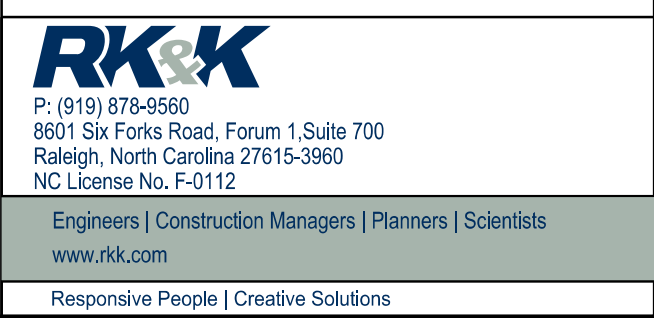 RK&K
P: (919) 878-9560
8601 Six Forks Road, Forum 1,Suite 700
Raleigh, North Carolina 27615-3960
NC License No. F-0112
Engineers | Construction Managers | Planners | Scientists
www.rkk.com
Responsive People | Creative Solutions